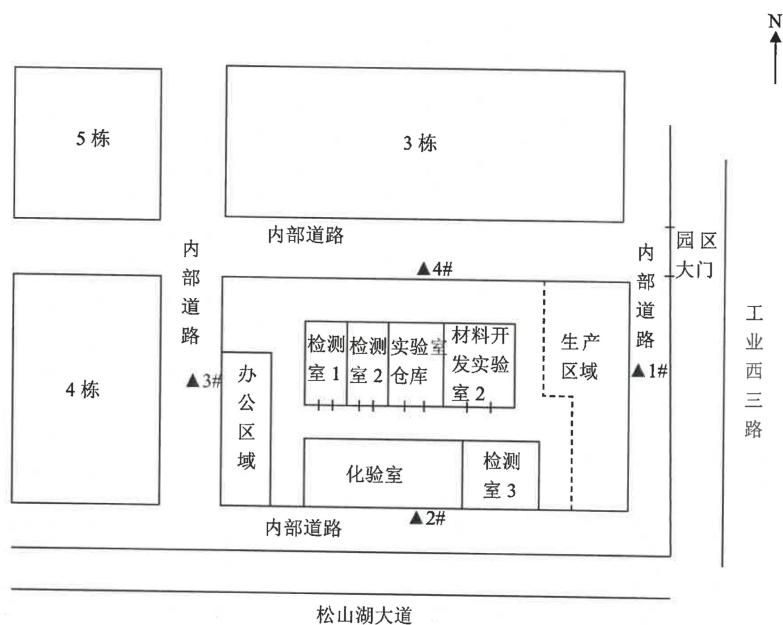 N
5 栋
3 栋
内部道路
▲4#
内部道路
内部道路
园区
大门
工业西三路
4 栋
▲3#
办公区域
检测
室 1
检测
室 2
实验室
仓库
材料开
发实验
室 2
生产
区域
▲1#
化验室
检测
室 3
▲2#
内部道路
松山湖大道